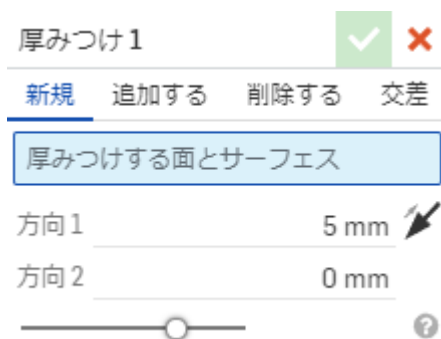 厚みつけ 1
新規 追加する 削除する 交差
厚みつけする面とサーフェス
方向 1 5 mm
方向 2 0 mm
?